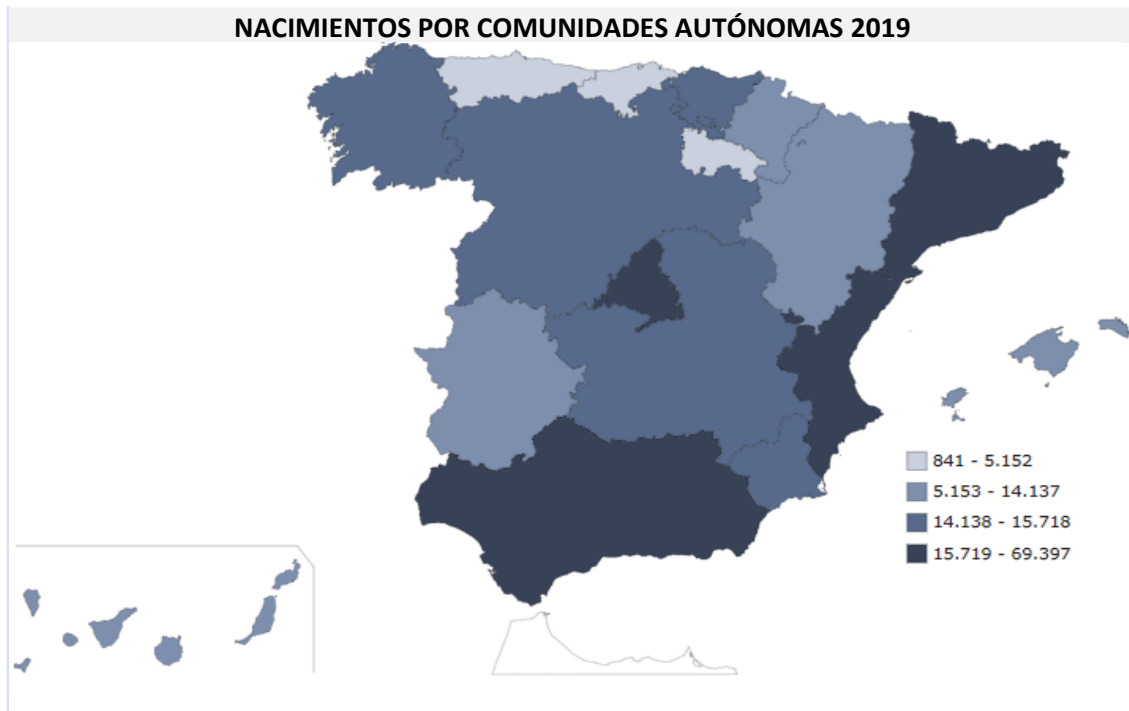 NACIMIENTOS POR COMUNIDADES AUTÓNOMAS 2019
841 - 5.152
5.153 - 14.137
14.138 - 15.718
15.719 - 69.397